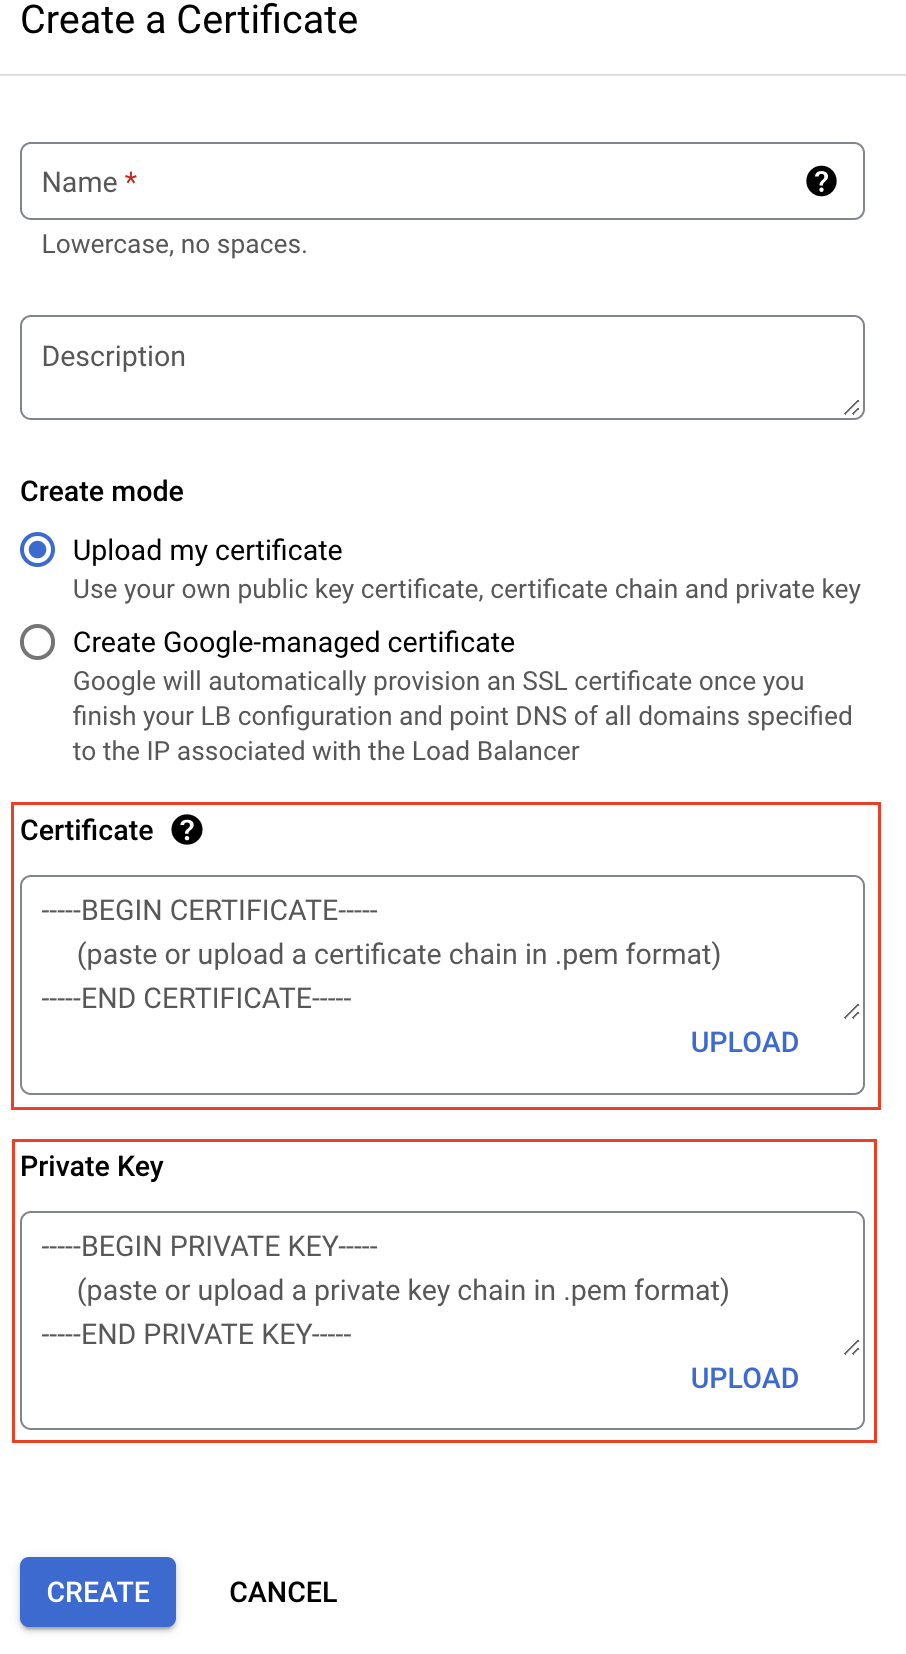 Create a Certificate
Name *
Lowercase, no spaces.
Description
Create mode
Upload my certificate
Use your own public key certificate, certificate chain and private key
Create Google-managed certificate
Google will automatically provision an SSL certificate once you
finish your LB configuration and point DNS of all domains specified
to the IP associated with the Load Balancer
Certificate ?
-----BEGIN CERTIFICATE-----
(paste or upload a certificate chain in .pem format)
-----END CERTIFICATE-----
UPLOAD
Private Key
-----BEGIN PRIVATE KEY-----
(paste or upload a private key chain in .pem format)
-----END PRIVATE KEY-----
UPLOAD
CREATE CANCEL